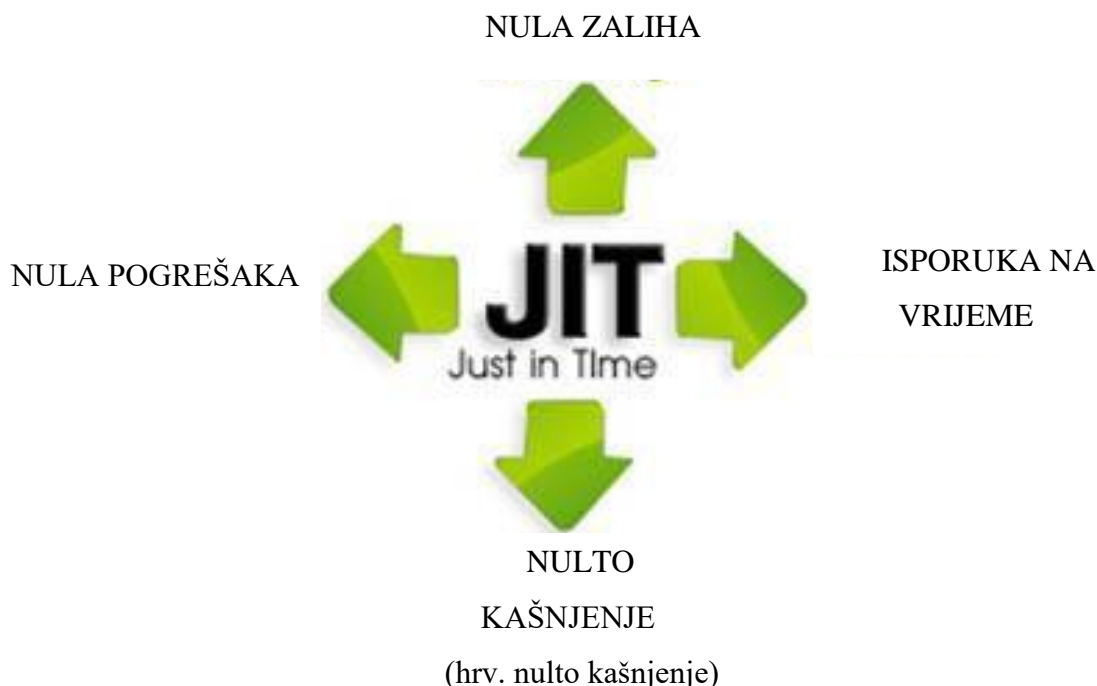 NULA ZALIHA
NULA POGREŠAKA
JIT
Just in TIme
ISPORUKA NA
VRIJEME
NULTO
KAŠNJENJE
(hrv. nulto kašnjenje)